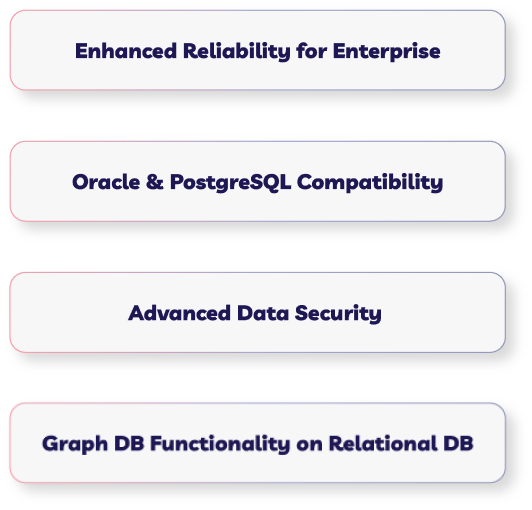 Enhanced Reliability for Enterprise
Oracle & PostgreSQL Compatibility
Advanced Data Security
Graph DB Functionality on Relational DB